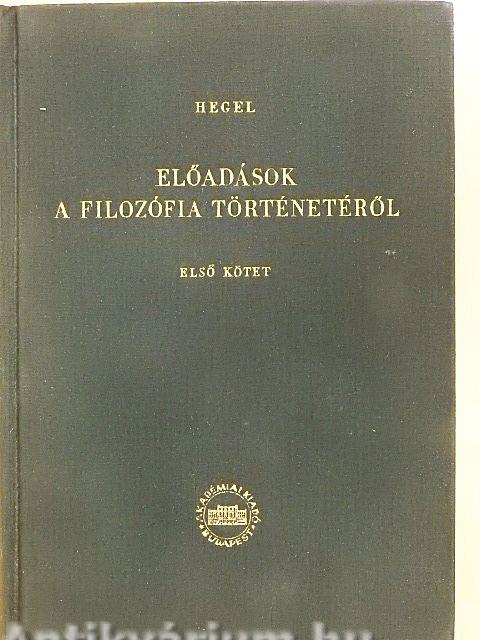 HEGEL
ELŐADÁSOK
A FILOZÓFIA TÖRTÉNETÉRŐL
ELSŐ KÖTET
AKADÉMIAI KIADÓ
* BUDAPEST *
Antikvárium.hu